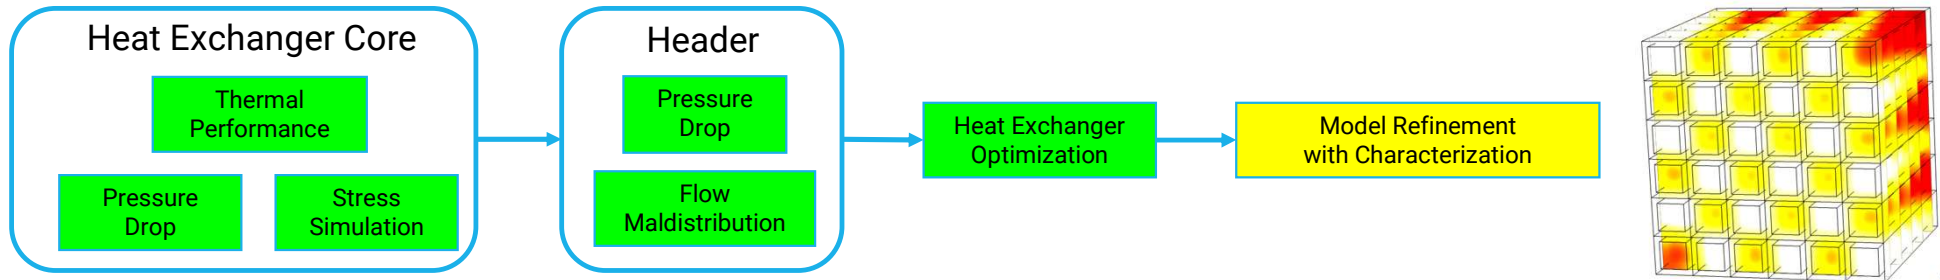 Heat Exchanger Core
Thermal
Performance
Pressure
Drop
Stress
Simulation
Header
Pressure
Drop
Flow
Maldistribution
Heat Exchanger
Optimization
Model Refinement
with Characterization